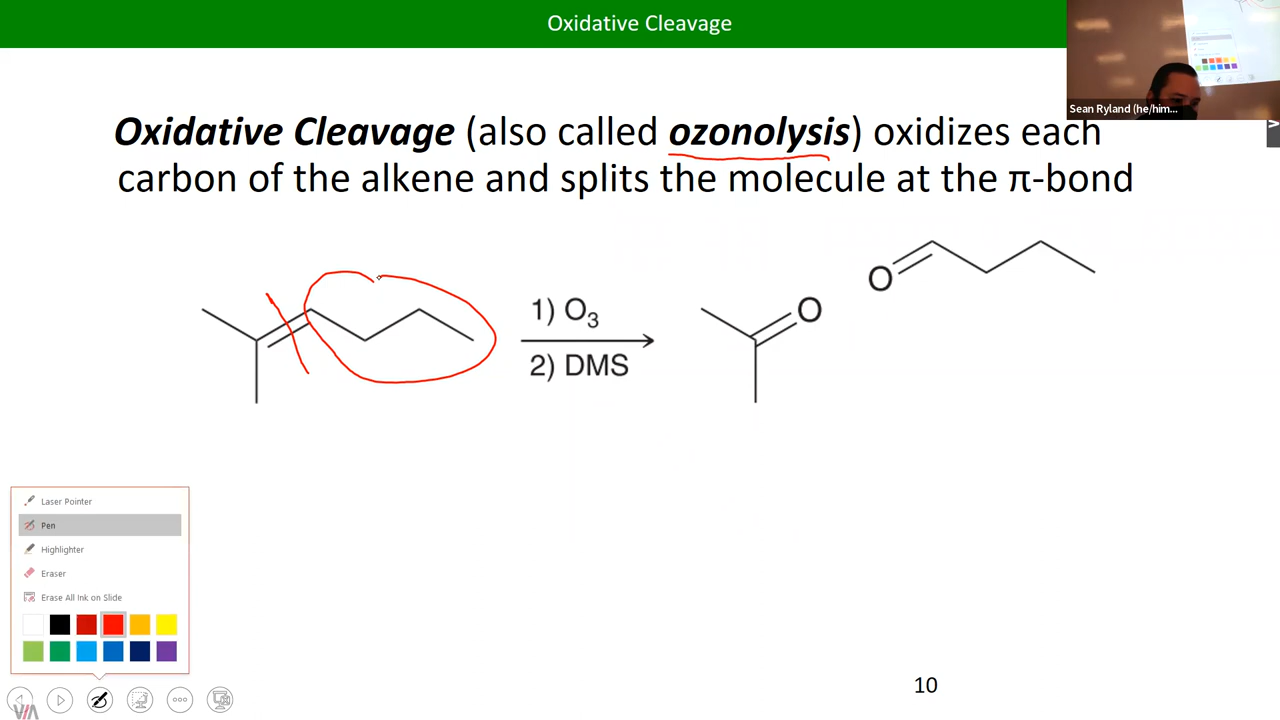 Oxidative Cleavage
Sean Ryland (he/him...
Oxidative Cleavage (also called ozonolysis) oxidizes each
carbon of the alkene and splits the molecule at the π-bond
O
1) O3
2) DMS
O
Laser Pointer
Pen
Highlighter
Eraser
Erase All Ink on Slide
10
VIA